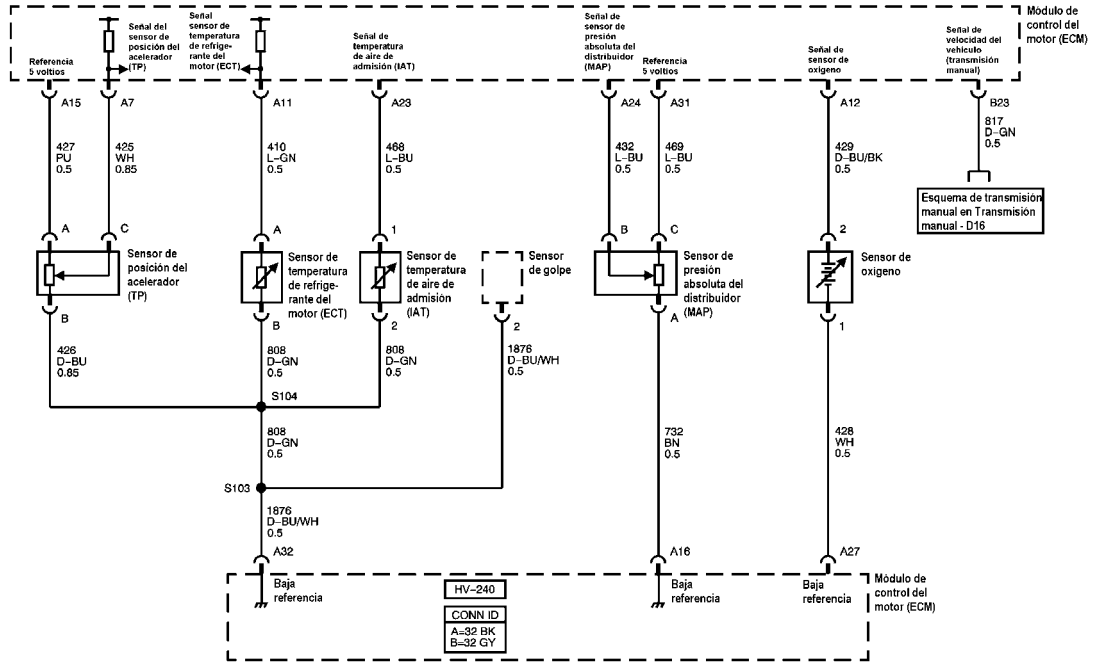 Módulo de
control del
motor (ECM)
Referencia
5 voltios
Señal del
sensor de
posición del
acelerador
(TP)
Señal
sensor de
temperatura
de refrige-
rante del
motor (ECT)
Señal de
temperatura
de aire de
admisión (IAT)
Señal de
sensor de
presión
absoluta del
distribuidor
(MAP)
Referencia
5 voltios
Señal de
sensor de
oxigeno
Señal de
velocidad del
vehiculo
(transmisión
manual)
A15
A7
A11
A23
A24
A31
A12
B23
427
PU
0.5
425
WH
0.85
410
L-GN
0.5
468
L-BU
0.5
432
L-BU
0.5
469
L-BU
0.5
429
D-BU/BK
0.5
817
D-GN
0.5
Esquema de transmisión
manual en Transmisión
manual - D16
A
C
A
1
B
C
2
Sensor de
posición del
acelerador
(TP)
Sensor de
temperatura
de refrige-
rante del
motor (ECT)
Sensor de
temperatura
de aire de
admisión
(IAT)
Sensor
de golpe
Sensor de
presión
absoluta del
distribuidor
(MAP)
Sensor de
oxigeno
B
B
2
2
A
1
426
D-BU
0.85
808
D-GN
0.5
808
D-GN
0.5
1876
D-BU/WH
0.5
S104
808
D-GN
0.5
732
BN
0.5
428
WH
0.5
S103
1876
D-BU/WH
0.5
A32
A16
A27
Baja
referencia
HV-240
CONN ID
A=32 BK
B=32 GY
Baja
referencia
Baja
referencia
Módulo de
control del
motor (ECM)